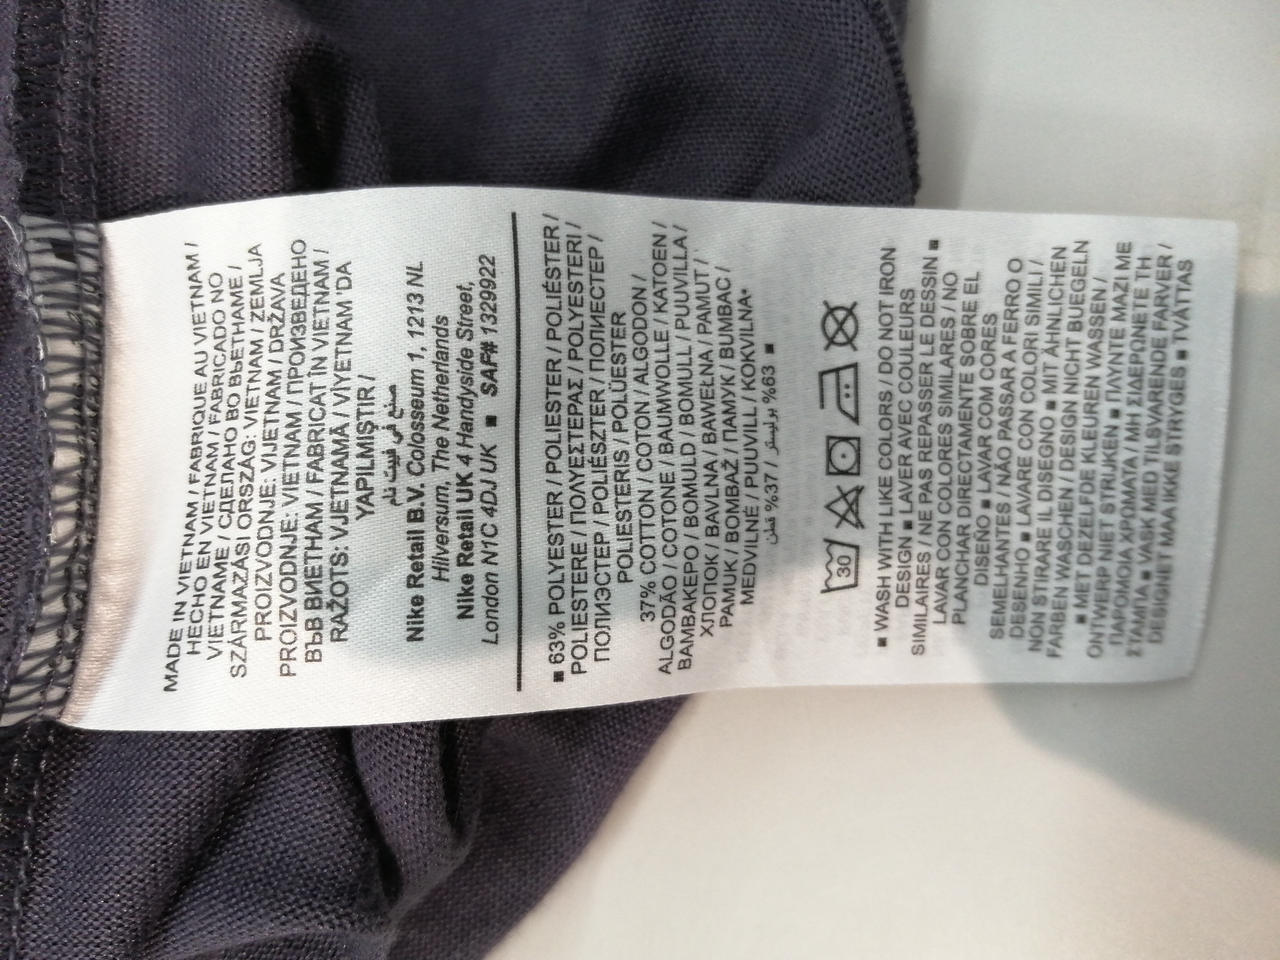 MADE IN VIETNAM / FABRIQUE AU VIETNAM /
HECHO EN VIETNAM / FABRICADO NO
VIETNAME / СДЕЛАНО ВО ВЬЕТНАМЕ /
SZÁRMAZÁSI ORSZÁG: VIETNAM / ZEMLJA
PROIZVODNJE: VIJETNAM / DRŽAVA
PROIZVODNJE: VIETNAM / ПРОИЗВЕДЕНО
ВЪВ ВИЕТНАМ / FABRICAT ÎN VIETNAM /
RAŽOTS: VJETNAMĀ / VİYETNAM 'DA
YAPILMIŞTIR /
صنع في فييت نام
Nike Retail B.V. Colosseum 1, 1213 NL
Hilversum, The Netherlands
Nike Retail UK 4 Handyside Street,
London N1C 4DJ UK ■ SAF# 1329922
■ 63% POLYESTER / POLIESTER / POLIÉSTER /
POLIESTERE / ΠΟΛΥΕΣΤΕΡΑΣ / POLYESTERI /
ПОЛИЭСТЕР / POLIÉSZTER / ПОЛИЕСТЕР /
POLIESTERIS / POLÜESTER
37% COTTON / COTON / ALGODON /
ALGODÃO / COTONE / BAUMWOLLE / KATOEN /
ΒΑΜΒΑΚΕΡΟ / BOMULD / BOMULL / PUUVILLA /
ХЛОПОК / BAVLNA / BAWEŁNA / PAMUT /
PAMUK / BOMBAŽ / ПАМУК / BUMBAC /
MEDVILNĖ / PUUVILL / KOKVILNA•
63% بوليستر / 37% قطن ■
30
■ WASH WITH LIKE COLORS / DO NOT IRON
DESIGN ■ LAVER AVEC COULEURS
SIMILAIRES / NE PAS REPASSER LE DESSIN ■
LAVAR CON COLORES SIMILARES / NO
PLANCHAR DIRECTAMENTE SOBRE EL
DISEÑO ■ LAVAR COM CORES
SEMELHANTES / NÃO PASSAR A FERRO O
DESENHO ■ LAVARE CON COLORI SIMILI /
NON STIRARE IL DISEGNO ■ MIT ÄHNLICHEN
FARBEN WASCHEN / DESIGN NICHT BUEGELN
■ MET DEZELFDE KLEUREN WASSEN /
ONTWERP NIET STRIJKEN ■ ΠΛΥΝΤΕ ΜΑΖΙ ΜΕ
ΠΑΡΟΜΟΙΑ ΧΡΩΜΑΤΑ / ΜΗ ΣΙΔΕΡΩΝΕΤΕ ΤΗ
ΣΤΑΜΠΑ ■ VASK MED TILSVARENDE FARVER /
DESIGNET MAA IKKE STRYGES ■ TVÄTTAS